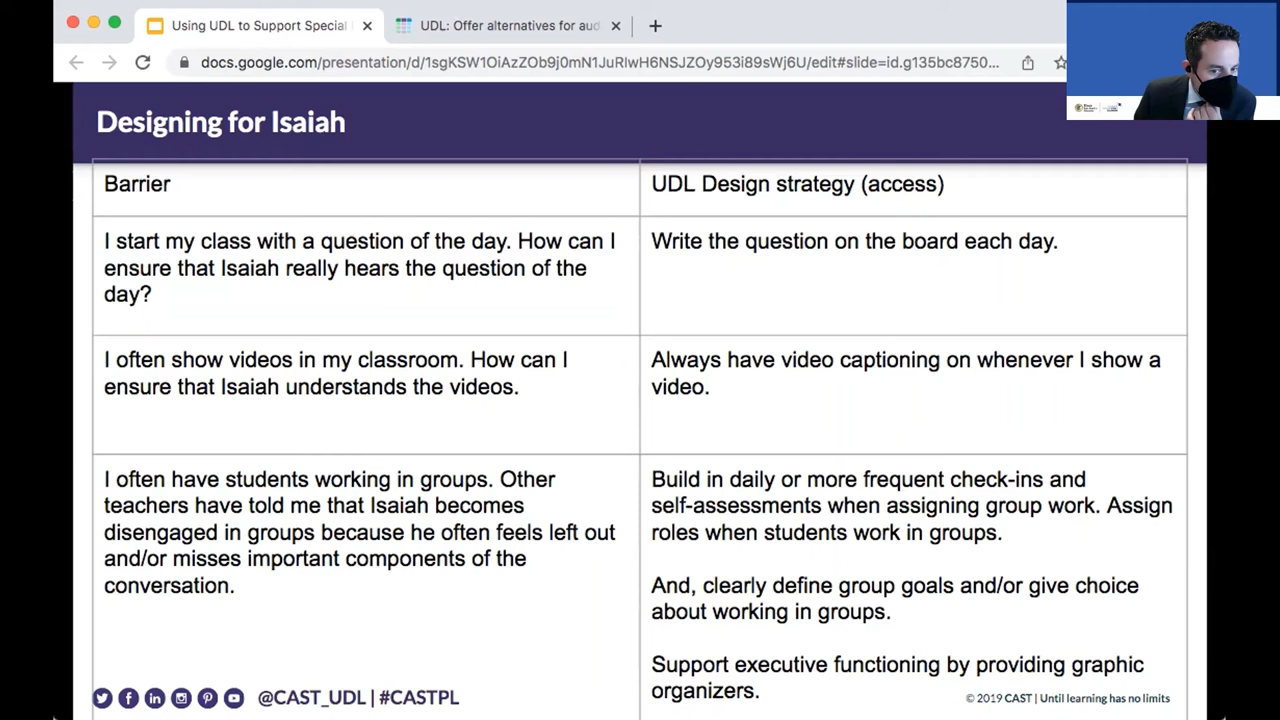 Using UDL to Support Special
UDL: Offer alternatives for aud
docs.google.com/presentation/d/1sgKSW1OiAzZOb9j0mN1JuRlwH6NSJZOy953i89sWj6U/edit#slide=id.g135bc8750...
Designing for Isaiah
Barrier
UDL Design strategy (access)
I start my class with a question of the day. How can I
ensure that Isaiah really hears the question of the
day?
Write the question on the board each day.
I often show videos in my classroom. How can I
ensure that Isaiah understands the videos.
Always have video captioning on whenever I show a
video.
I often have students working in groups. Other
teachers have told me that Isaiah becomes
disengaged in groups because he often feels left out
and/or misses important components of the
conversation.
Build in daily or more frequent check-ins and
self-assessments when assigning group work. Assign
roles when students work in groups.
And, clearly define group goals and/or give choice
about working in groups.
Support executive functioning by providing graphic
organizers.
@CAST_UDL | #CASTPL
© 2019 CAST | Until learning has no limits